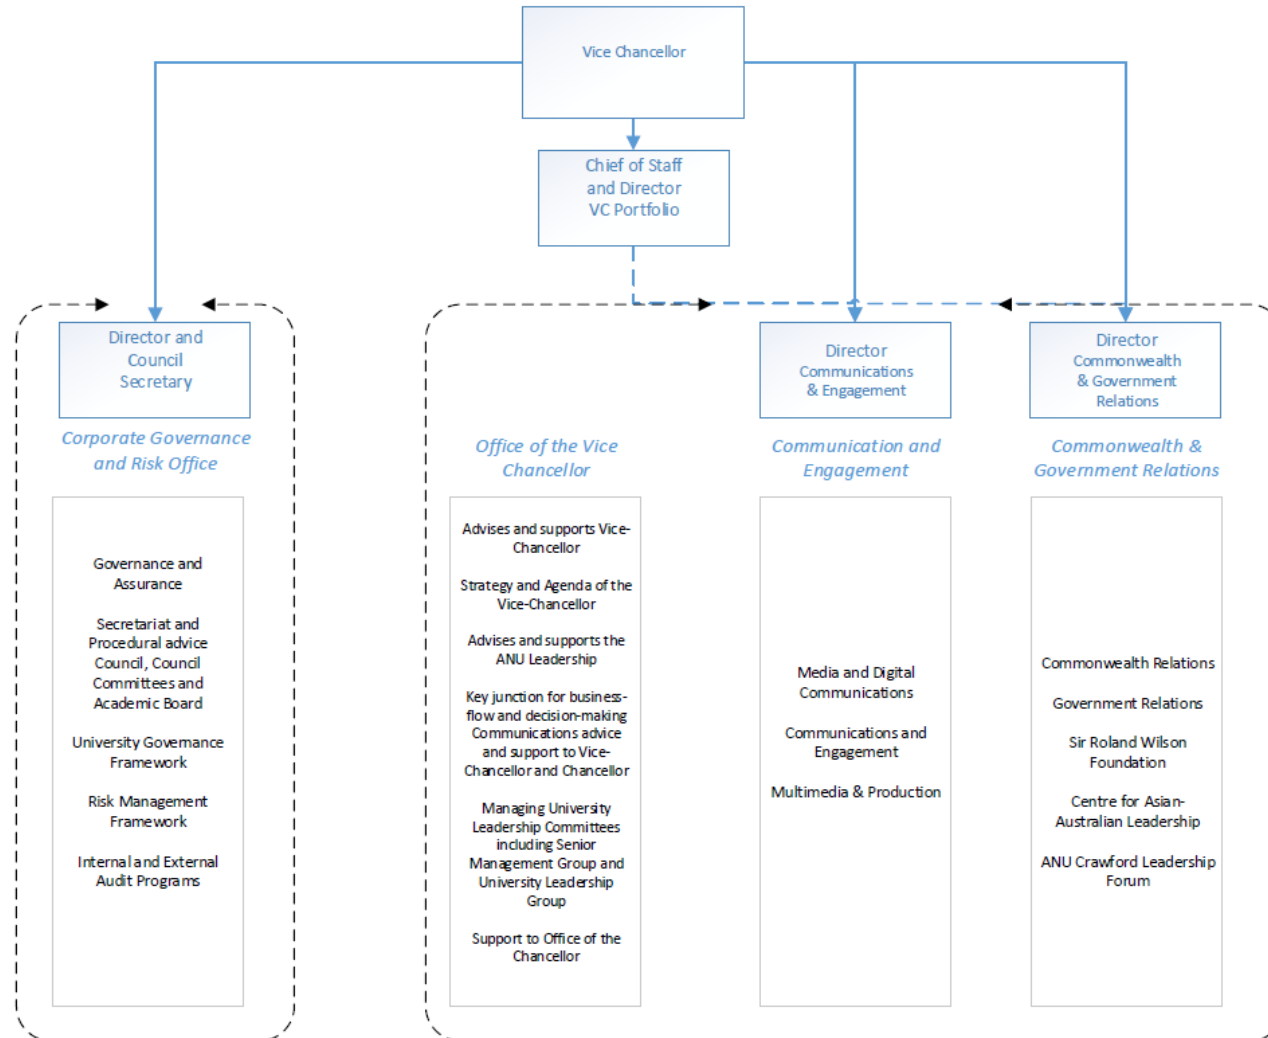 Vice Chancellor
Chief of Staff
and Director
VC Portfolio
Director and
Council
Secretary
Director
Communications
& Engagement
Director
Commonwealth
& Government
Relations
Corporate Governance
and Risk Office
Office of the Vice
Chancellor
Communication and
Engagement
Commonwealth &
Government Relations
Governance and
Assurance
Secretariat and
Procedural advice
Council, Council
Committees and
Academic Board
University Governance
Framework
Risk Management
Framework
Internal and External
Audit Programs
Advises and supports Vice-
Chancellor
Strategy and Agenda of the
Vice-Chancellor
Advises and supports the
ANU Leadership
Key junction for business-
flow and decision-making
Communications advice
and support to Vice-
Chancellor and Chancellor
Managing University
Leadership Committees
including Senior
Management Group and
University Leadership
Group
Support to Office of the
Chancellor
Media and Digital
Communications
Communications and
Engagement
Multimedia & Production
Commonwealth Relations
Government Relations
Sir Roland Wilson
Foundation
Centre for Asian-
Australian Leadership
ANU Crawford Leadership
Forum